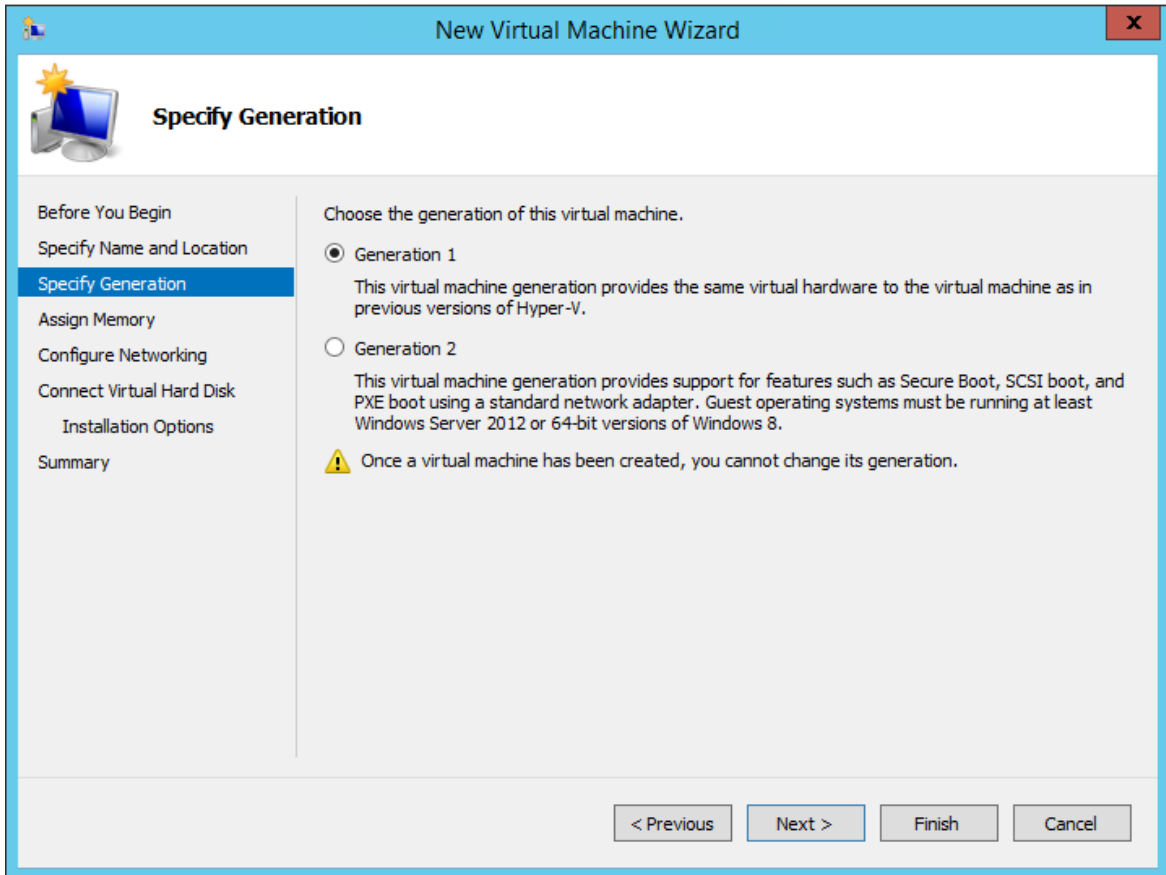 New Virtual Machine Wizard
X
Specify Generation
Before You Begin
Specify Name and Location
Specify Generation
Assign Memory
Configure Networking
Connect Virtual Hard Disk
Installation Options
Summary
Choose the generation of this virtual machine.
Generation 1
This virtual machine generation provides the same virtual hardware to the virtual machine as in
previous versions of Hyper-V.
Generation 2
This virtual machine generation provides support for features such as Secure Boot, SCSI boot, and
PXE boot using a standard network adapter. Guest operating systems must be running at least
Windows Server 2012 or 64-bit versions of Windows 8.
Once a virtual machine has been created, you cannot change its generation.
< Previous
Next >
Finish
Cancel